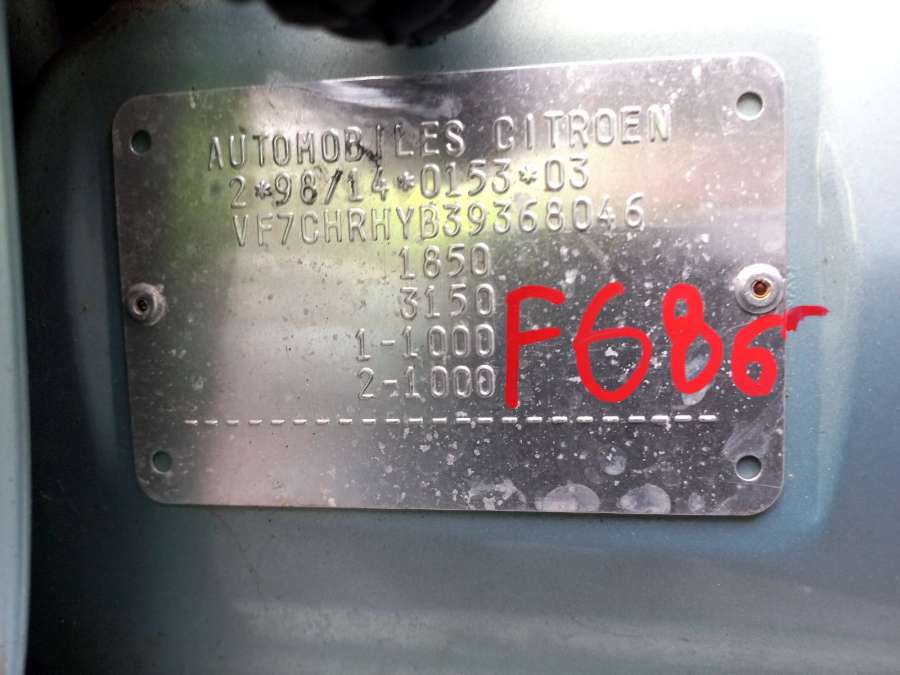 AUTOMOBILES CITROEN
2*98/14*0153*03
VF7CHRHYB39368046
1850
3150
1-1000
2-1000
F686